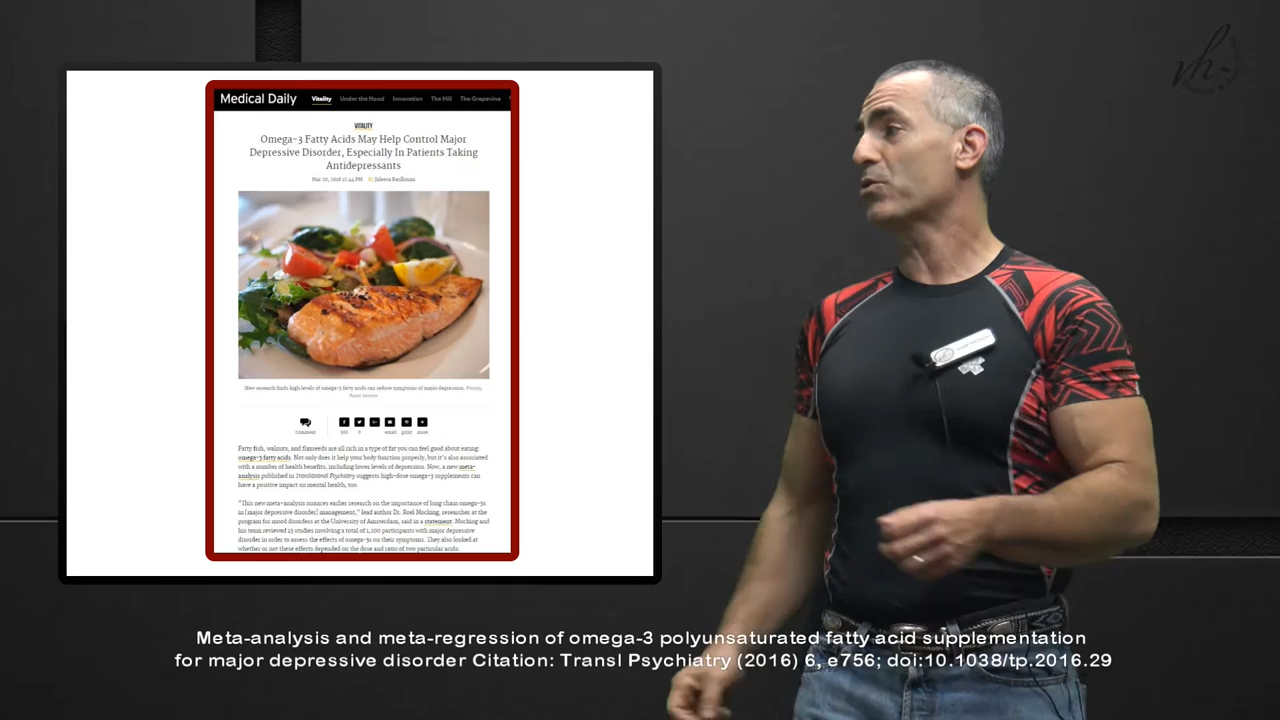 Medical Daily Vitality Under the Hood Innovation The Hill The Grapevine
VITALITY
Omega-3 Fatty Acids May Help Control Major
Depressive Disorder, Especially In Patients Taking
Antidepressants
By
New research finds high levels of omega-3 fatty acids can reduce symptoms of major depression.
Comment
email print more
Fatty fish, walnuts, and flaxseeds are all rich in a type of fat you can feel good about eating:
omega-3 fatty acids. Not only does it help your body function properly, but it's also associated
with a number of health benefits, including lower levels of depression. Now, a new meta-
analysis published in Translational Psychiatry suggests high-dose omega-3 supplements can
have a positive impact on mental health, too.
"This new meta-analysis nuances earlier research on the importance of long chain omega-3s
in [major depressive disorder] management," lead author Dr. Roel Mocking, researcher at the
program for mood disorders at the University of Amsterdam, said in a statement. Mocking and
his team reviewed 13 studies involving a total of 1,200 participants with major depressive
disorder in order to assess the effects of omega-3s on their symptoms. They also looked at
whether or not these effects depended on the dose and ratio of two particular acids:
vh
Meta-analysis and meta-regression of omega-3 polyunsaturated fatty acid supplementation
for major depressive disorder Citation: Transl Psychiatry (2016) 6, e756; doi:10.1038/tp.2016.29